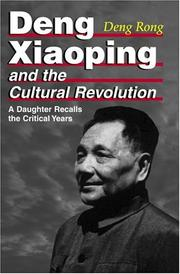 Deng Rong
Deng
Xiaoping
and the
Cultural Revolution
A Daughter Recalls
the Critical Years